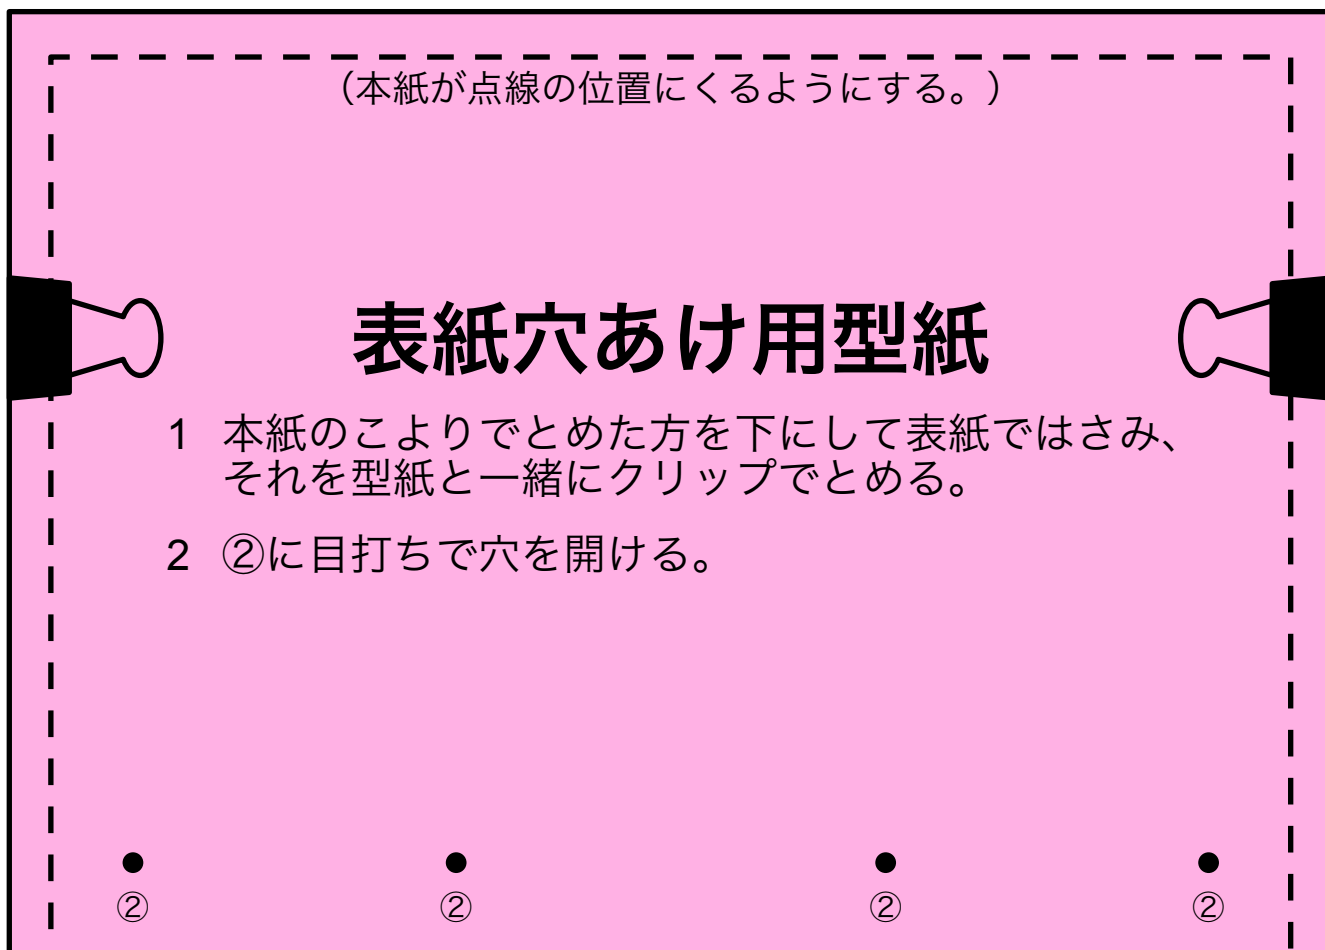 （本紙が点線の位置にくるようにする。）
表紙穴あけ用型紙
1 本紙のこよりでとめた方を下にして表紙ではさみ、
それを型紙と一緒にクリップでとめる。
2 ②に目打ちで穴を開ける。
② ② ② ②